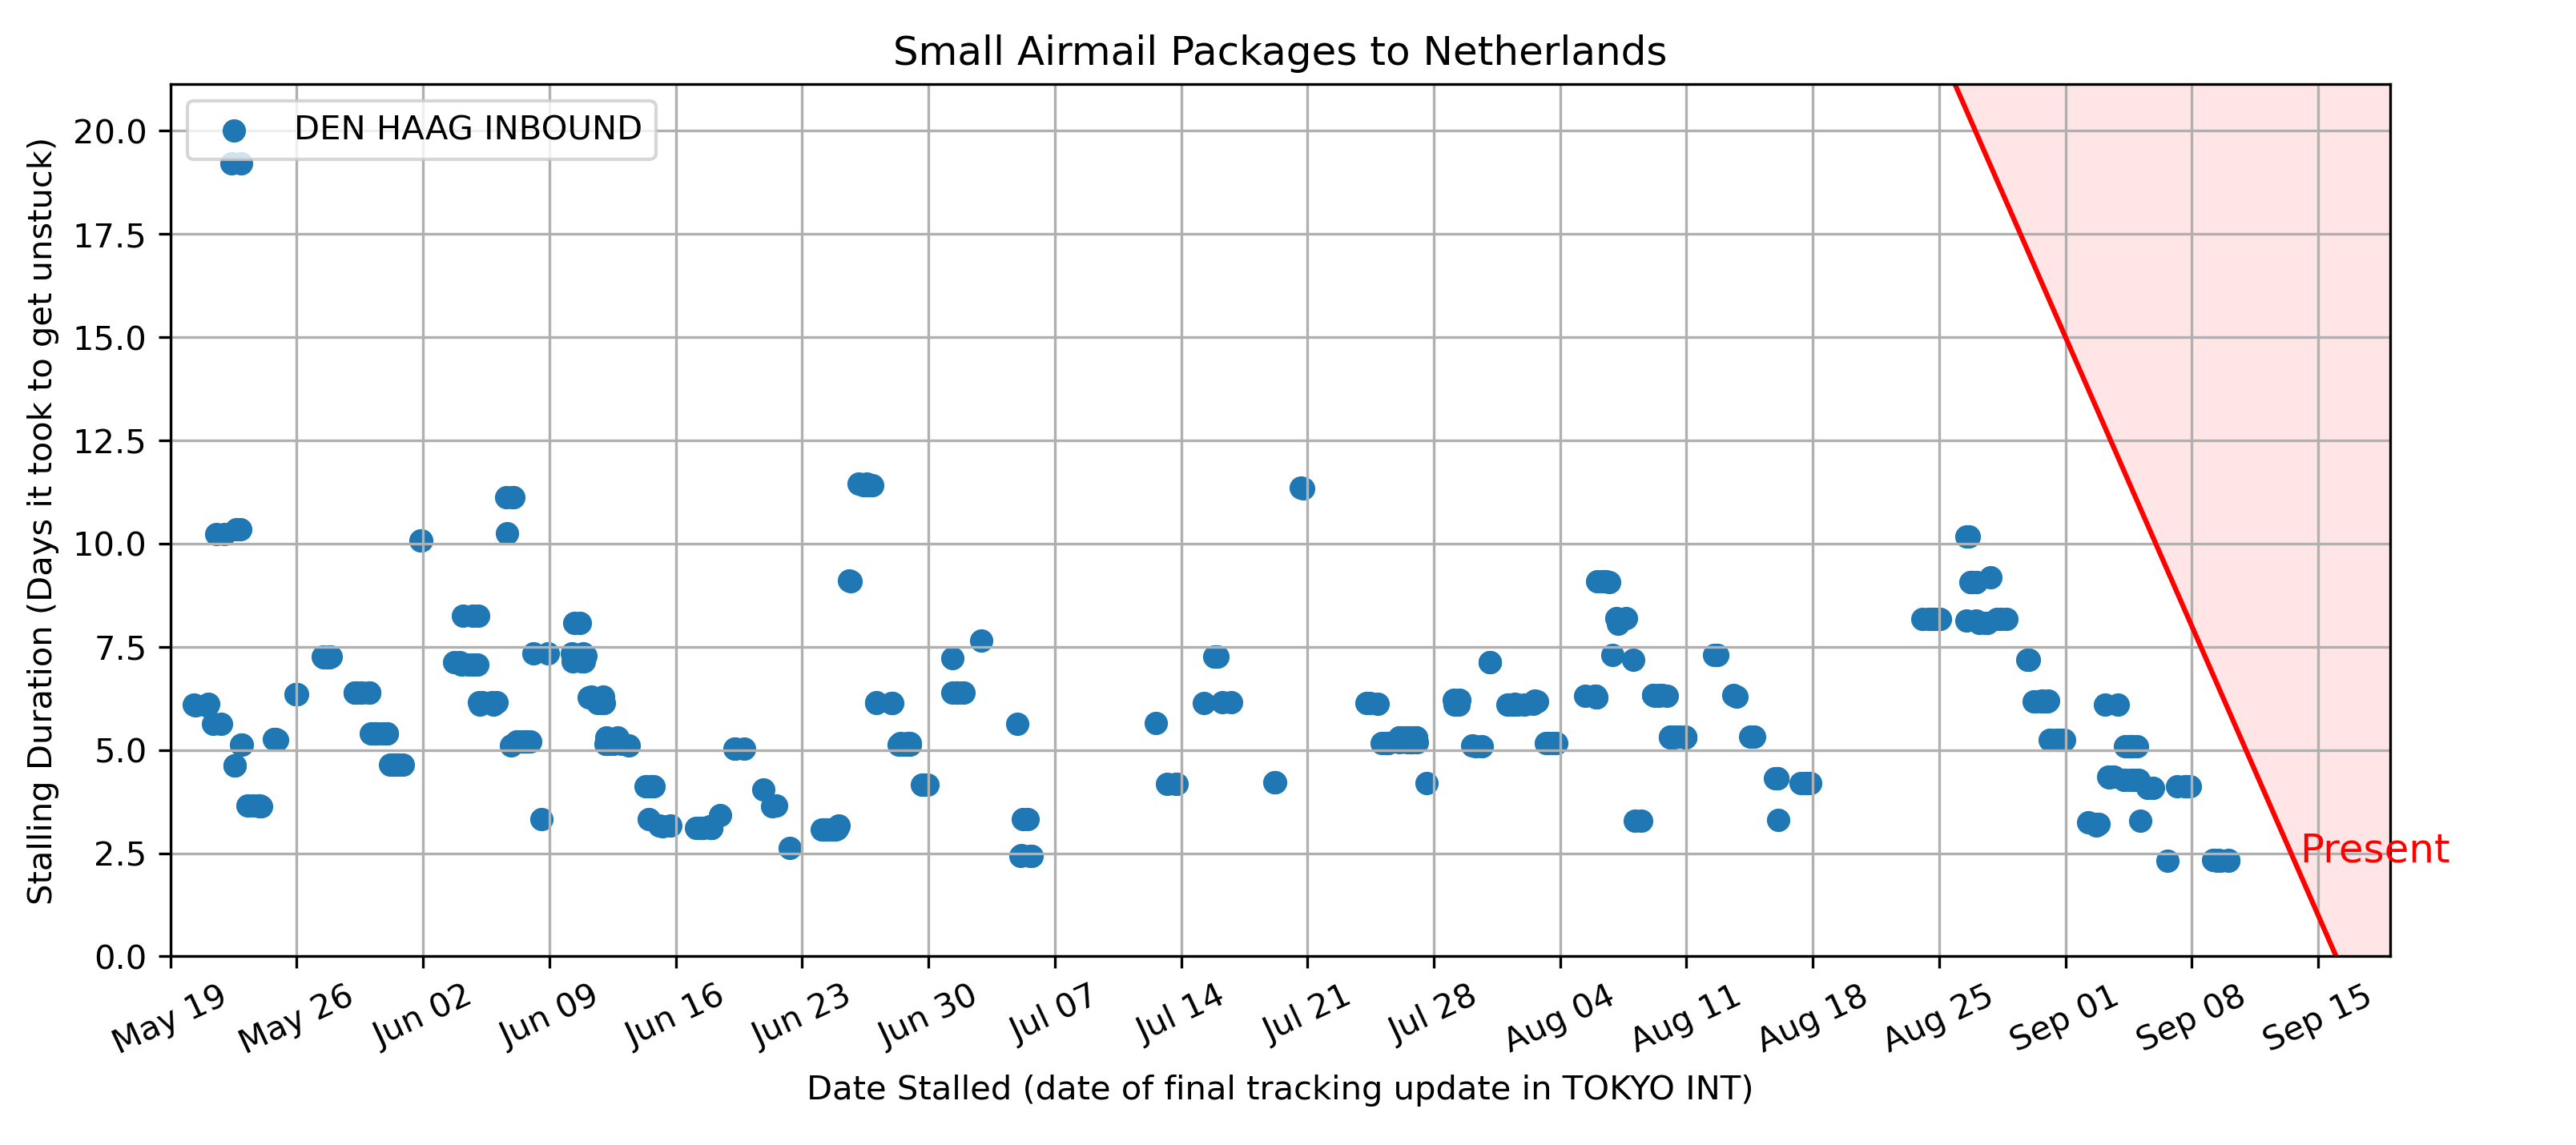 Small Airmail Packages to Netherlands
DEN HAAG INBOUND
Stalling Duration (Days it took to get unstuck)
20.0
17.5
15.0
12.5
10.0
7.5
5.0
2.5
0.0
Present
May 19
May 26
Jun 02
Jun 09
Jun 16
Jun 23
Jun 30
Jul 07
Jul 14
Jul 21
Jul 28
Aug 04
Aug 11
Aug 18
Aug 25
Sep 01
Sep 08
Sep 15
Date Stalled (date of final tracking update in TOKYO INT)